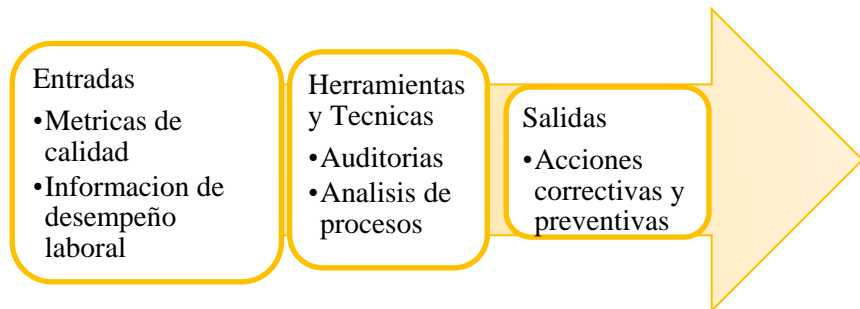 Entradas
•Metricas de
calidad
•Informacion de
desempeño
laboral
Herramientas
y Tecnicas
•Auditorias
•Analisis de
procesos
Salidas
•Acciones
correctivas y
preventivas